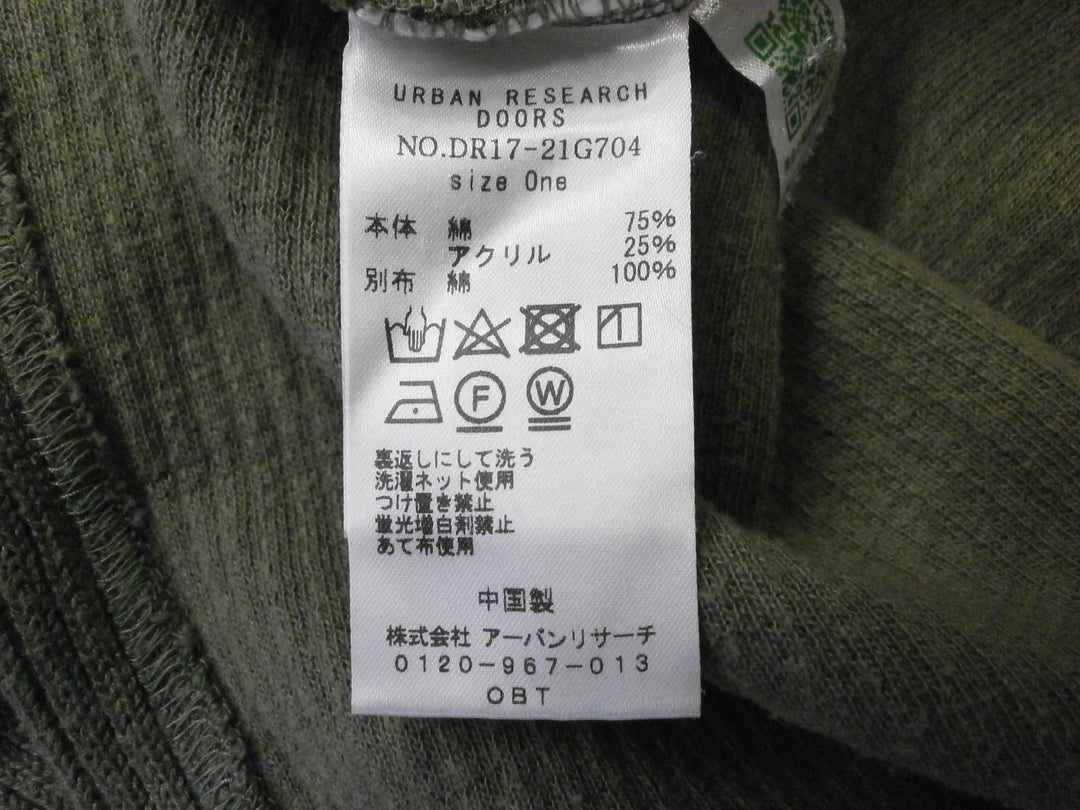 URBAN RESEARCH
DOORS
NO.DR17-21G704
size One
本体 綿 75%
アクリル 25%
別布 綿 100%
F W
裏返しにして洗う
洗濯ネット使用
つけ置き禁止
蛍光増白剤禁止
あて布使用
中国製
株式会社 アーバンリサーチ
0120-967-013
OBT